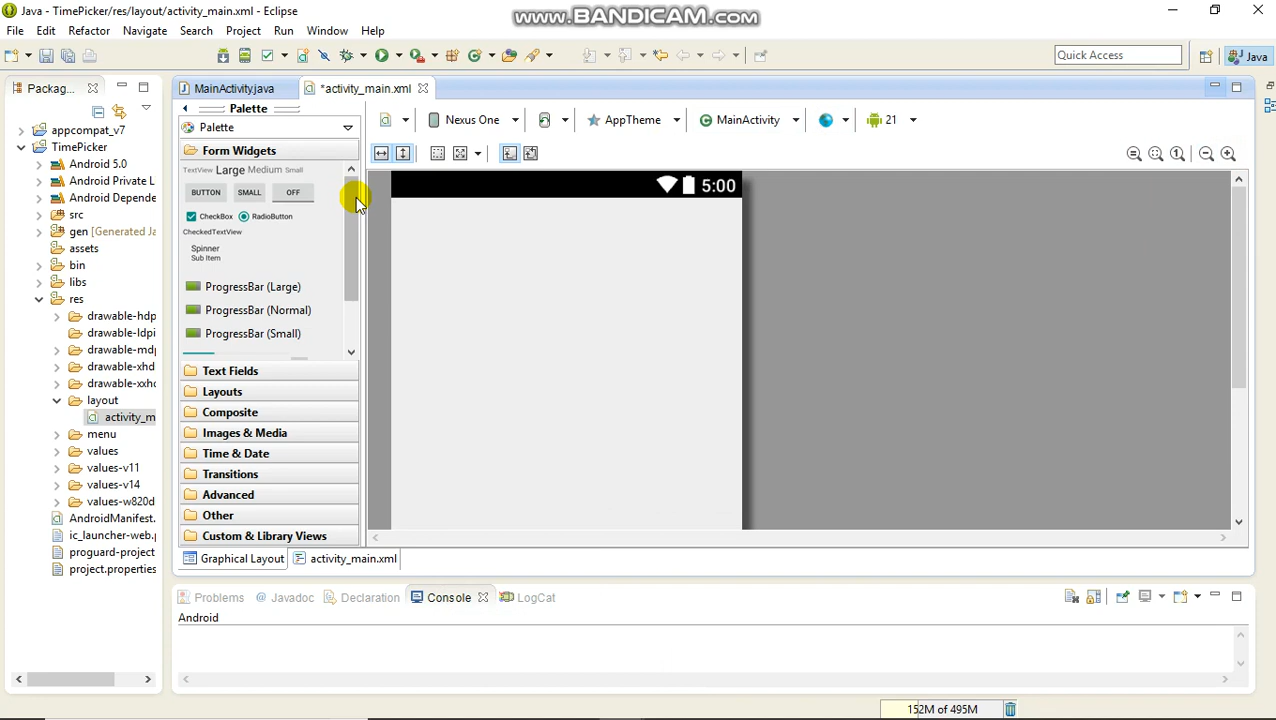 Java - TimePicker/res/layout/activity_main.xml - Eclipse
www.BANDICAM.com
File Edit Refactor Navigate Search Project Run Window Help
Quick Access
Java
Packag...
MainActivity.java
*activity_main.xml
appcompat_v7
TimePicker
Android 5.0
Android Private L
Android Depende
src
gen [Generated Ja
assets
bin
libs
res
drawable-hdp
drawable-ldpi
drawable-mdp
drawable-xhd
drawable-xxhd
layout
activity_m
menu
values
values-v11
values-v14
values-w820d
AndroidManifest.
ic_launcher-web.p
proguard-project
project.properties
Palette
Palette
Form Widgets
TextView Large Medium Small
BUTTON SMALL OFF
CheckBox RadioButton
CheckedTextView
Spinner
Sub Item
ProgressBar (Large)
ProgressBar (Normal)
ProgressBar (Small)
Text Fields
Layouts
Composite
Images & Media
Time & Date
Transitions
Advanced
Other
Custom & Library Views
Nexus One AppTheme MainActivity 21
5:00
Graphical Layout activity_main.xml
Problems Javadoc Declaration Console LogCat
Android
152M of 495M